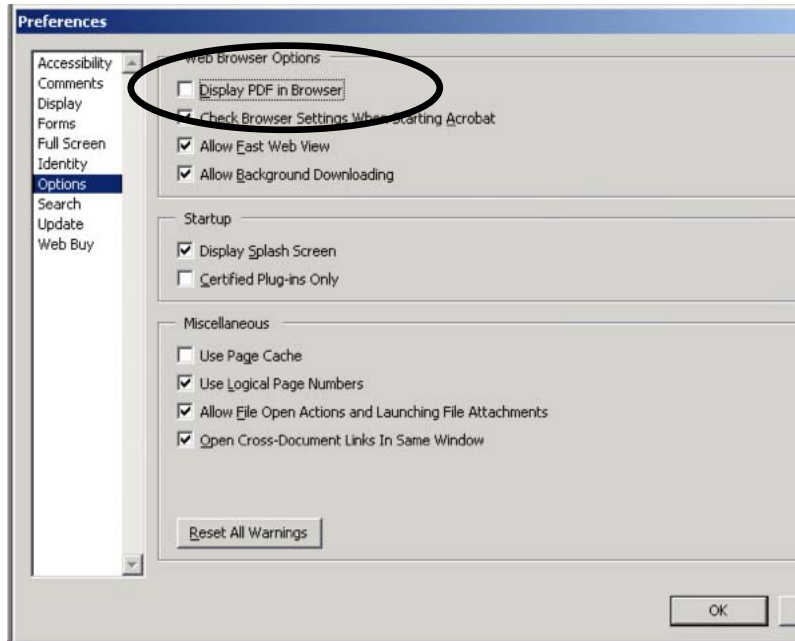 Preferences
Accessibility
Comments
Display
Forms
Full Screen
Identity
Options
Search
Update
Web Buy
Web Browser Options
Display PDF in Browser
Check Browser Settings When Starting Acrobat
Allow Fast Web View
Allow Background Downloading
Startup
Display Splash Screen
Certified Plug-ins Only
Miscellaneous
Use Page Cache
Use Logical Page Numbers
Allow File Open Actions and Launching File Attachments
Open Cross-Document Links In Same Window
Reset All Warnings
OK